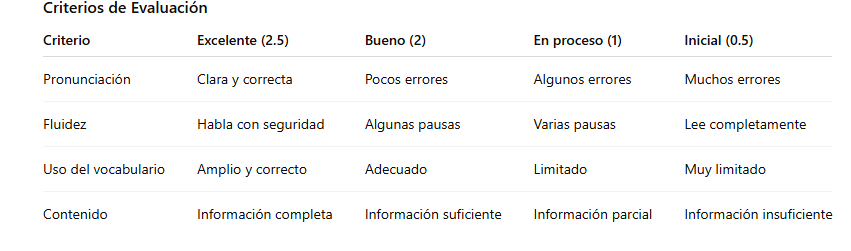 Criterios de Evaluación
Criterio Excelente (2.5) Bueno (2) En proceso (1) Inicial (0.5)
Pronunciación Clara y correcta Pocos errores Algunos errores Muchos errores
Fluidez Habla con seguridad Algunas pausas Varias pausas Lee completamente
Uso del vocabulario Amplio y correcto Adecuado Limitado Muy limitado
Contenido Información completa Información suficiente Información parcial Información insuficiente